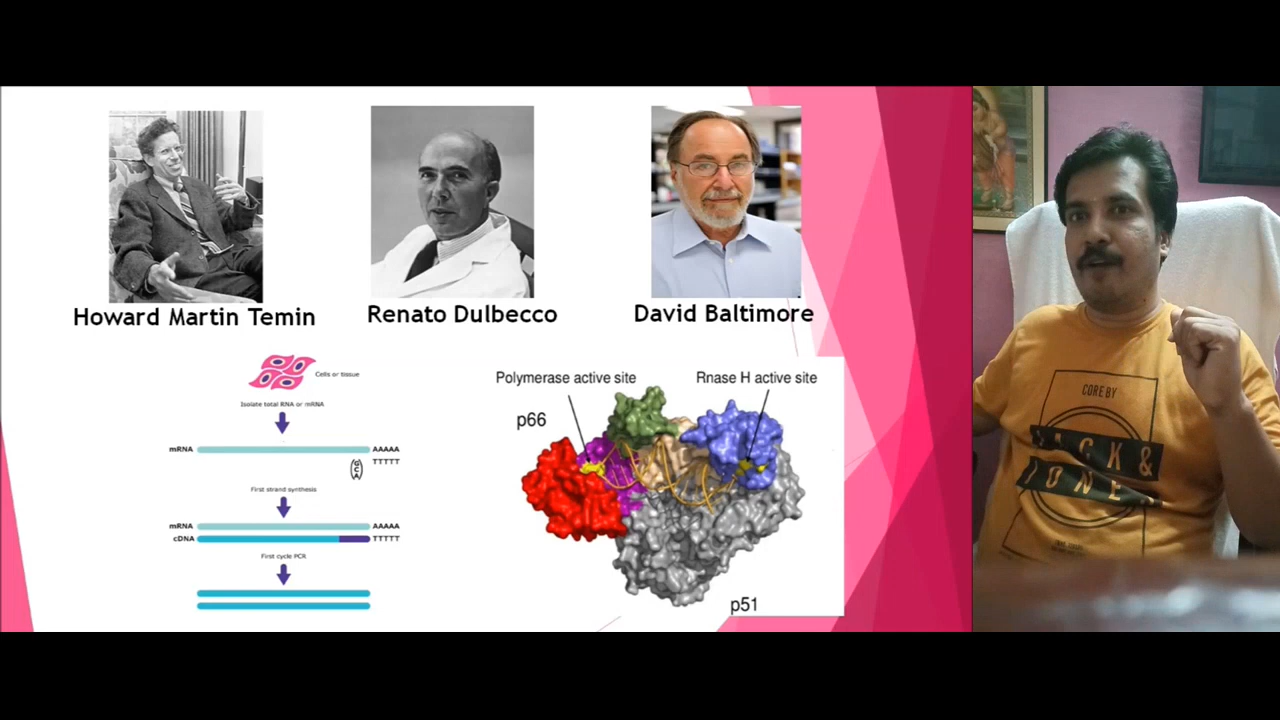 Howard Martin Temin
Renato Dulbecco
David Baltimore
Cells or tissue
Isolate total RNA or mRNA
mRNA
AAAAA
TTTTT
First strand synthesis
mRNA
AAAAA
cDNA
TTTTT
First cycle PCR
Polymerase active site
Rnase H active site
p66
p51
CORE BY
JACK &
JONES